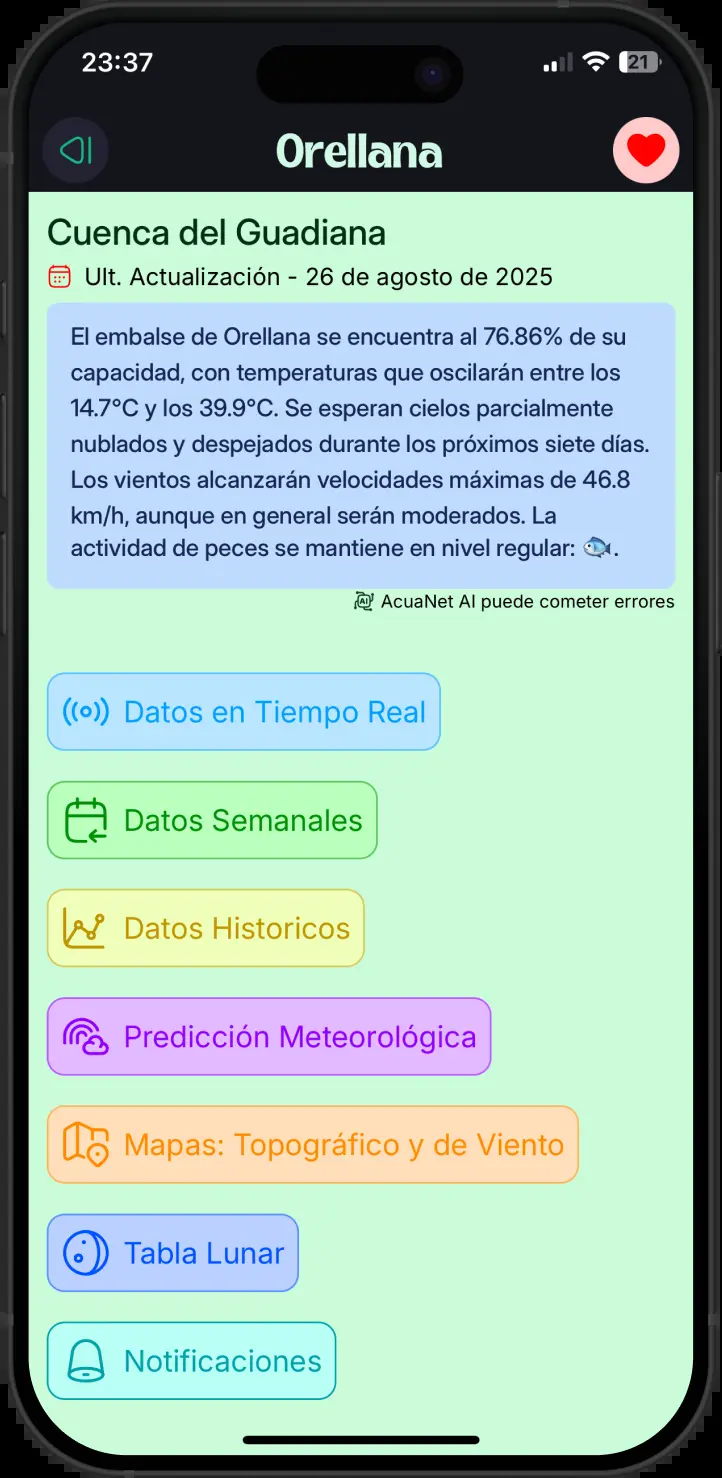 23:37
21
Orellana
Cuenca del Guadiana
Ult. Actualización - 26 de agosto de 2025
El embalse de Orellana se encuentra al 76.86% de su
capacidad, con temperaturas que oscilarán entre los
14.7°C y los 39.9°C. Se esperan cielos parcialmente
nublados y despejados durante los próximos siete días.
Los vientos alcanzarán velocidades máximas de 46.8
km/h, aunque en general serán moderados. La
actividad de peces se mantiene en nivel regular: 🐟.
AI AcuaNet AI puede cometer errores
Datos en Tiempo Real
Datos Semanales
Datos Historicos
Predicción Meteorológica
Mapas: Topográfico y de Viento
Tabla Lunar
Notificaciones